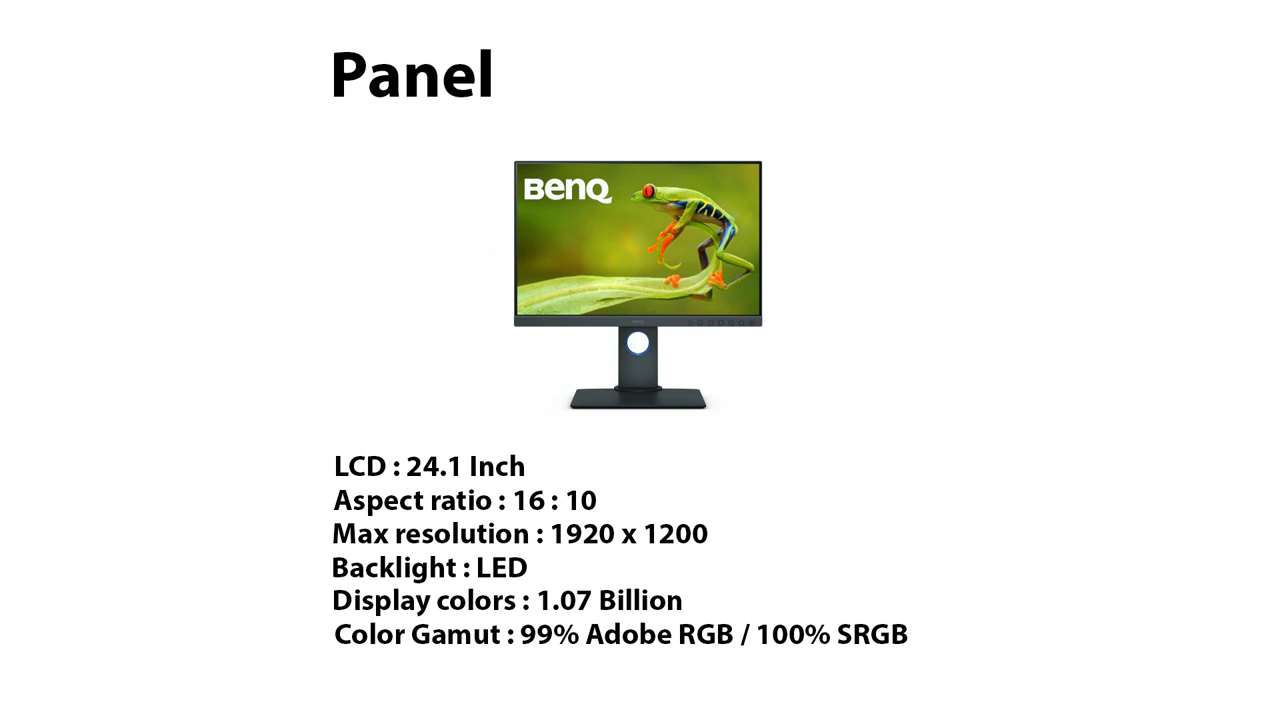 Panel
BenQ
LCD : 24.1 Inch
Aspect ratio : 16 : 10
Max resolution : 1920 x 1200
Backlight : LED
Display colors : 1.07 Billion
Color Gamut : 99% Adobe RGB / 100% SRGB